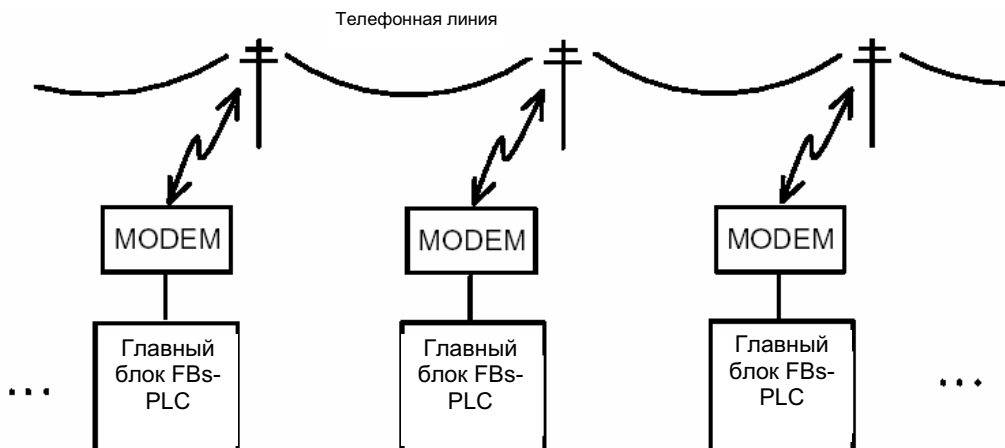 Телефонная линия
MODEM
MODEM
MODEM
Главный
блок FBs-
PLC
Главный
блок FBs-
PLC
Главный
блок FBs-
PLC
...
...